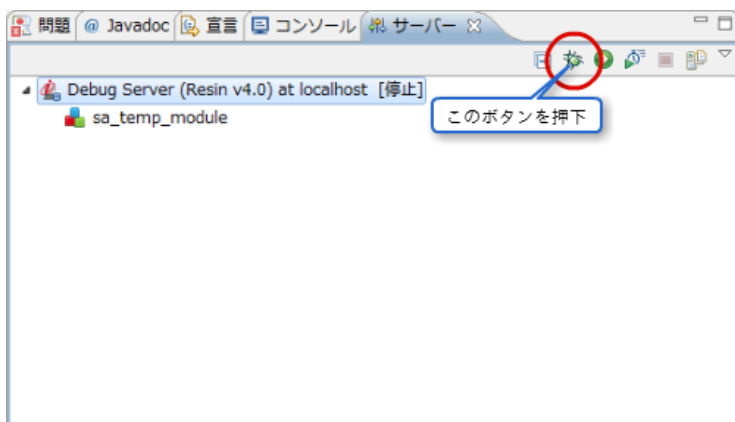 問題 @ Javadoc 宣言 コンソール サーバー
Debug Server (Resin v4.0) at localhost [停止]
このボタンを押下
sa_temp_module